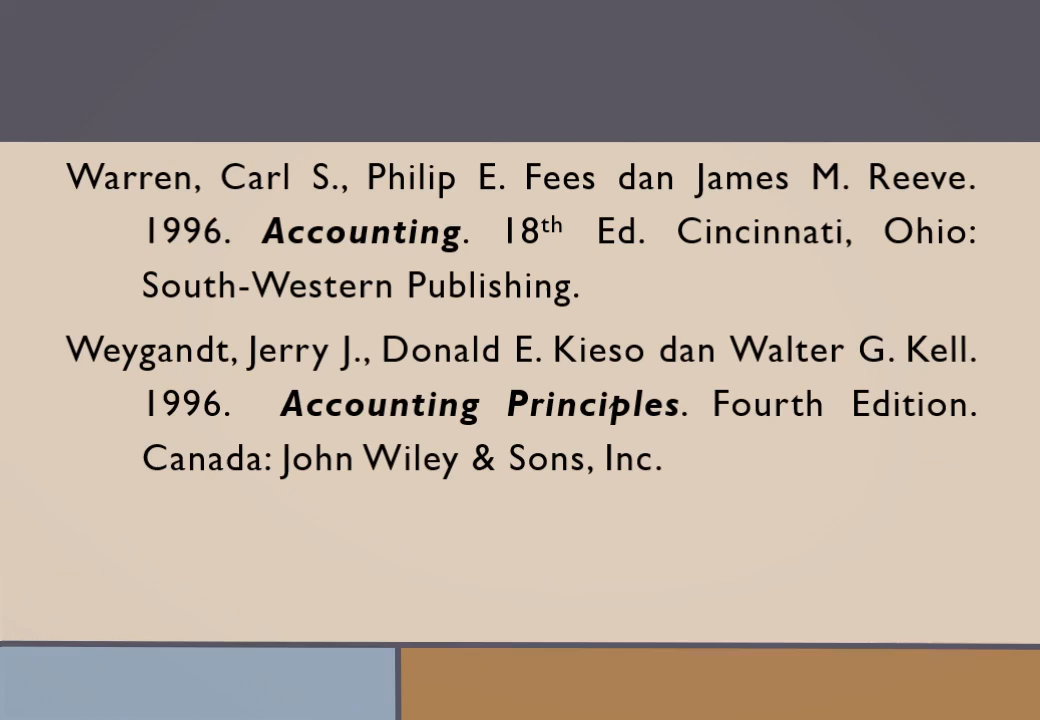 Warren, Carl S., Philip E. Fees dan James M. Reeve.
1996. Accounting. 18th Ed. Cincinnati, Ohio:
South-Western Publishing.
Weygandt, Jerry J., Donald E. Kieso dan Walter G. Kell.
1996. Accounting Principles. Fourth Edition.
Canada: John Wiley & Sons, Inc.